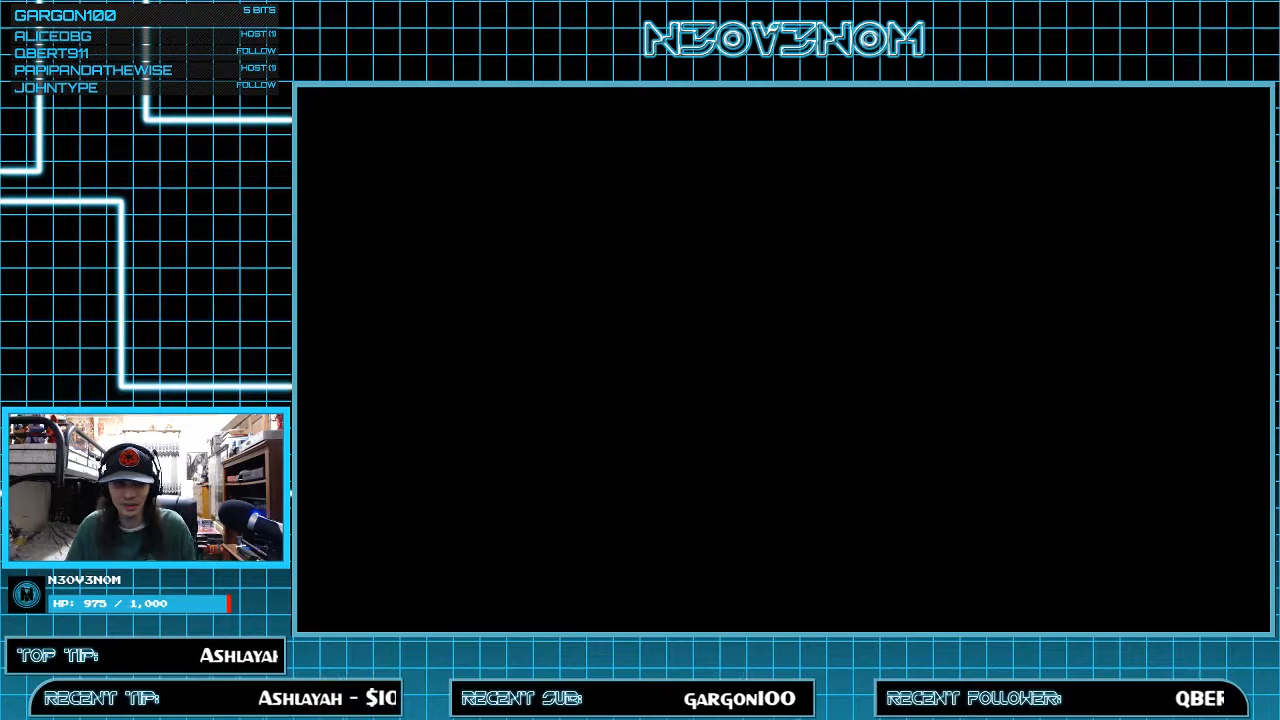 GARGON100 5 BITS
ALICEOBG HOST (1)
QBERT911 FOLLOW
PAPIPANDATHEWISE HOST (1)
JOHNTYPE FOLLOW
N3OV3NOM
N3OV3NOM
HP: 975 / 1,000
TOP TIP: ASHLAYAH
RECENT TIP: ASHLAYAH - $10
RECENT SUB: GARGON100
RECENT FOLLOWER: QBER